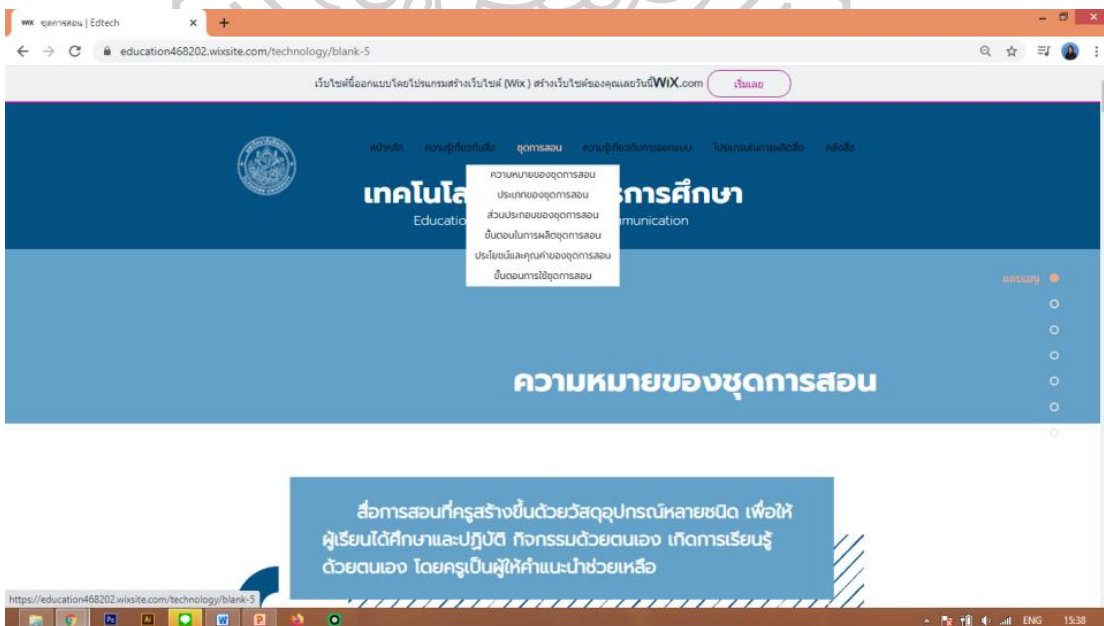 WiX ชุดการสอน | Edtech
education468202.wixsite.com/technology/blank-5
เว็บไซต์นี้ออกแบบโดยโปรแกรมสร้างเว็บไซต์ (Wix ) สร้างเว็บไซต์ของคุณเลยวันนี้WiX.com เริ่มเลย
หน้าหลัก ความรู้เกี่ยวกับสื่อ ชุดการสอน ความรู้เกี่ยวกับการออกแบบ โปรแกรมในการผลิตสื่อ คลังสื่อ
ความหมายของชุดการสอน
ประเภทของชุดการสอน
ส่วนประกอบของชุดการสอน
ขั้นตอนในการผลิตชุดการสอน
ประโยชน์และคุณค่าของชุดการสอน
ขั้นตอนการใช้ชุดการสอน
ความหมายของชุดการสอน
สื่อการสอนที่ครูสร้างขึ้นด้วยวัสดุอุปกรณ์หลายชนิด เพื่อให้
ผู้เรียนได้ศึกษาและปฏิบัติ กิจกรรมด้วยตนเอง เกิดการเรียนรู้
ด้วยตนเอง โดยครูเป็นผู้ให้คำแนะนำช่วยเหลือ
https://education468202.wixsite.com/technology/blank-5
ENG 15:38